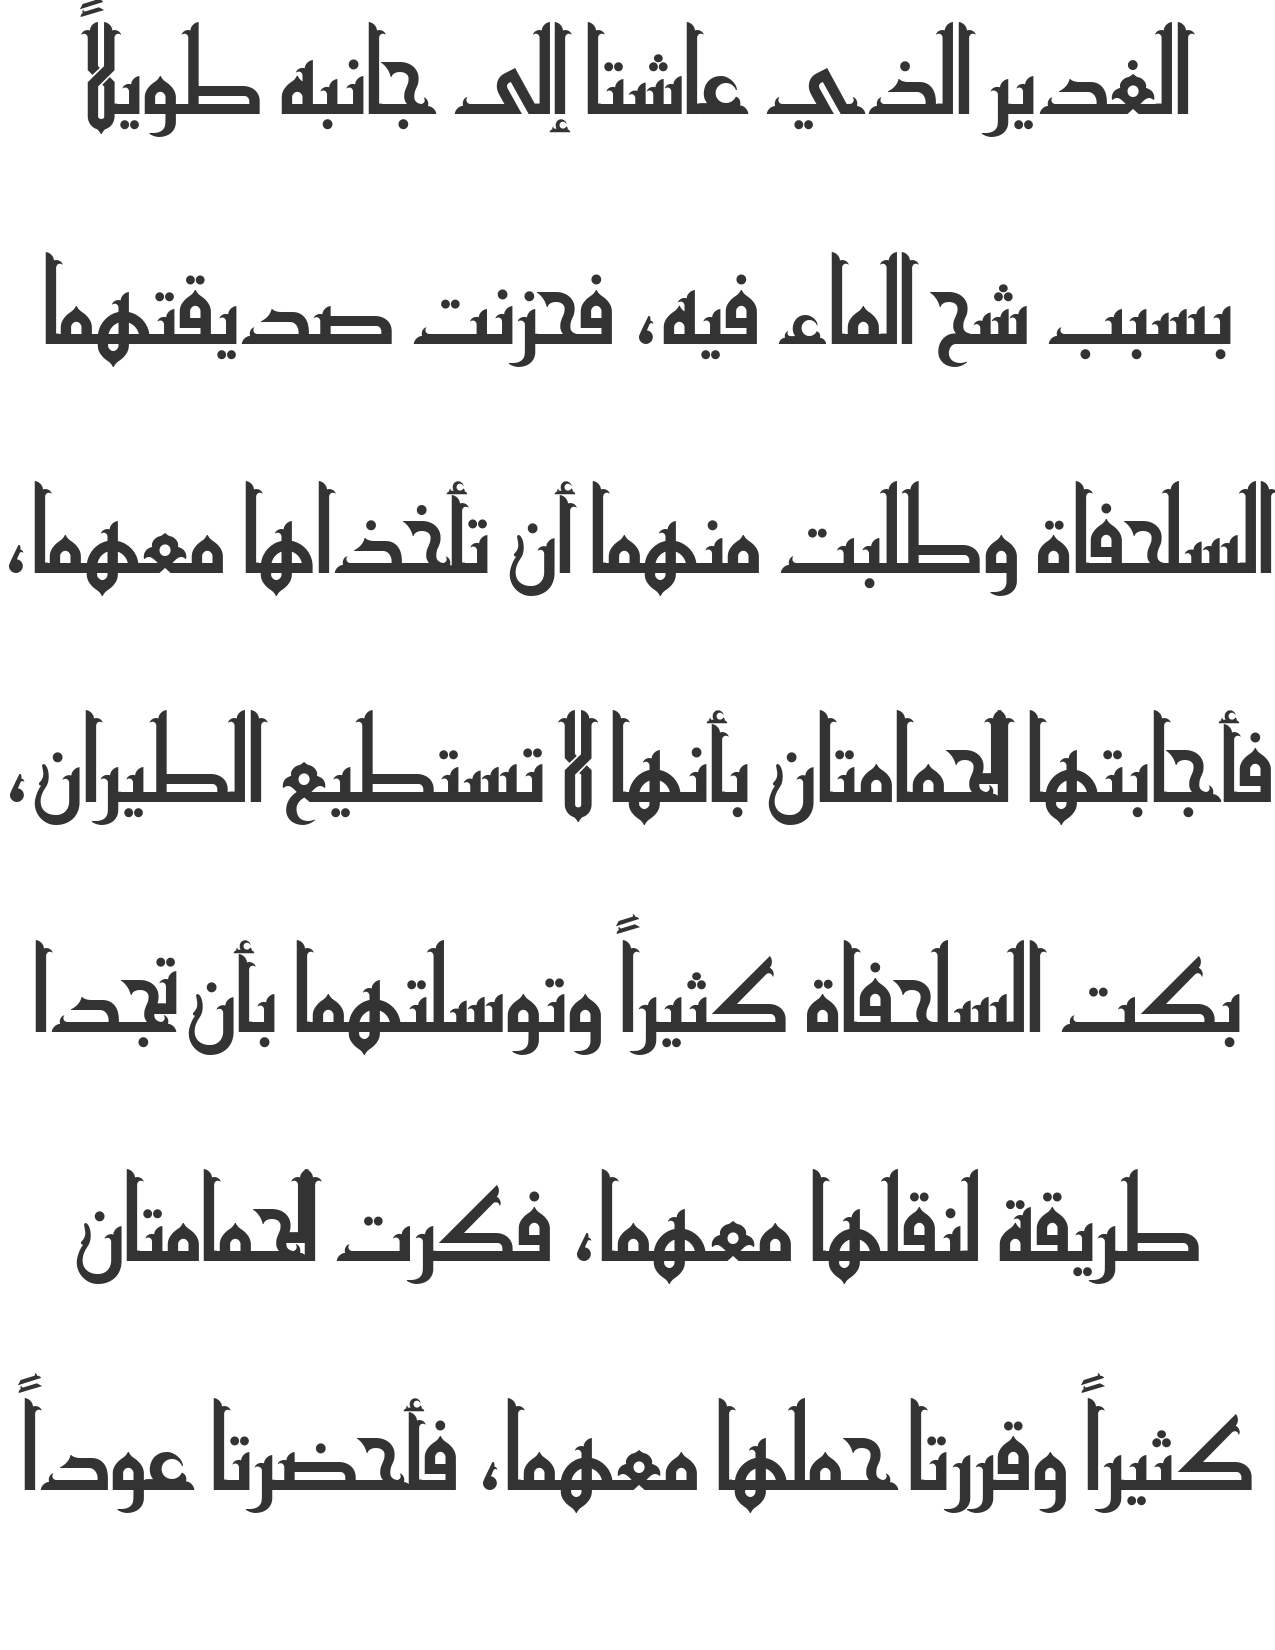 الغدير الذي عاشتا إلى جانبه طويلاً
بسبب شح الماء فيه، فحزنت صديقتهما
السلحفاة وطلبت منهما أن تأخذاها معهما،
فأجابتها الحمامتان بأنها لا تستطيع الطيران،
بكت السلحفاة كثيراً وتوسلتهما بأن تجدا
طريقة لنقلها معهما، فكرت الحمامتان
كثيراً وقررتا حملها معهما، فأحضرتا عوداً